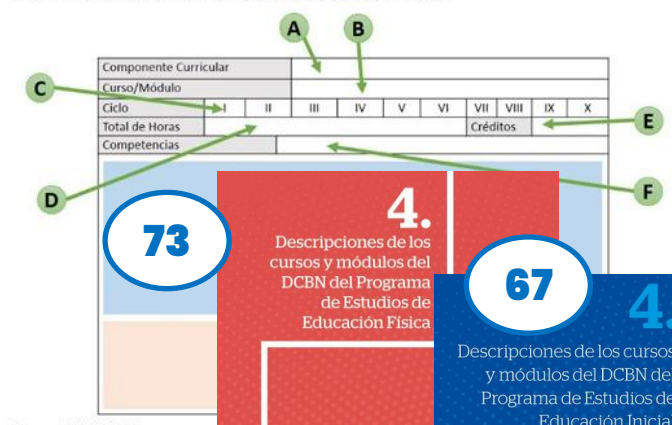 A B
Componente Curricular
C
Curso/Módulo
Ciclo I II III IV V VI VII VIII IX X
Total de Horas Créditos
E
Competencias
D
F
73
4.
Descripciones de los
cursos y módulos del
DCBN del Programa
de Estudios de
Educación Física
67
4.
Descripciones de los cursos
y módulos del DCBN del
Programa de Estudios de
Educación Inicial